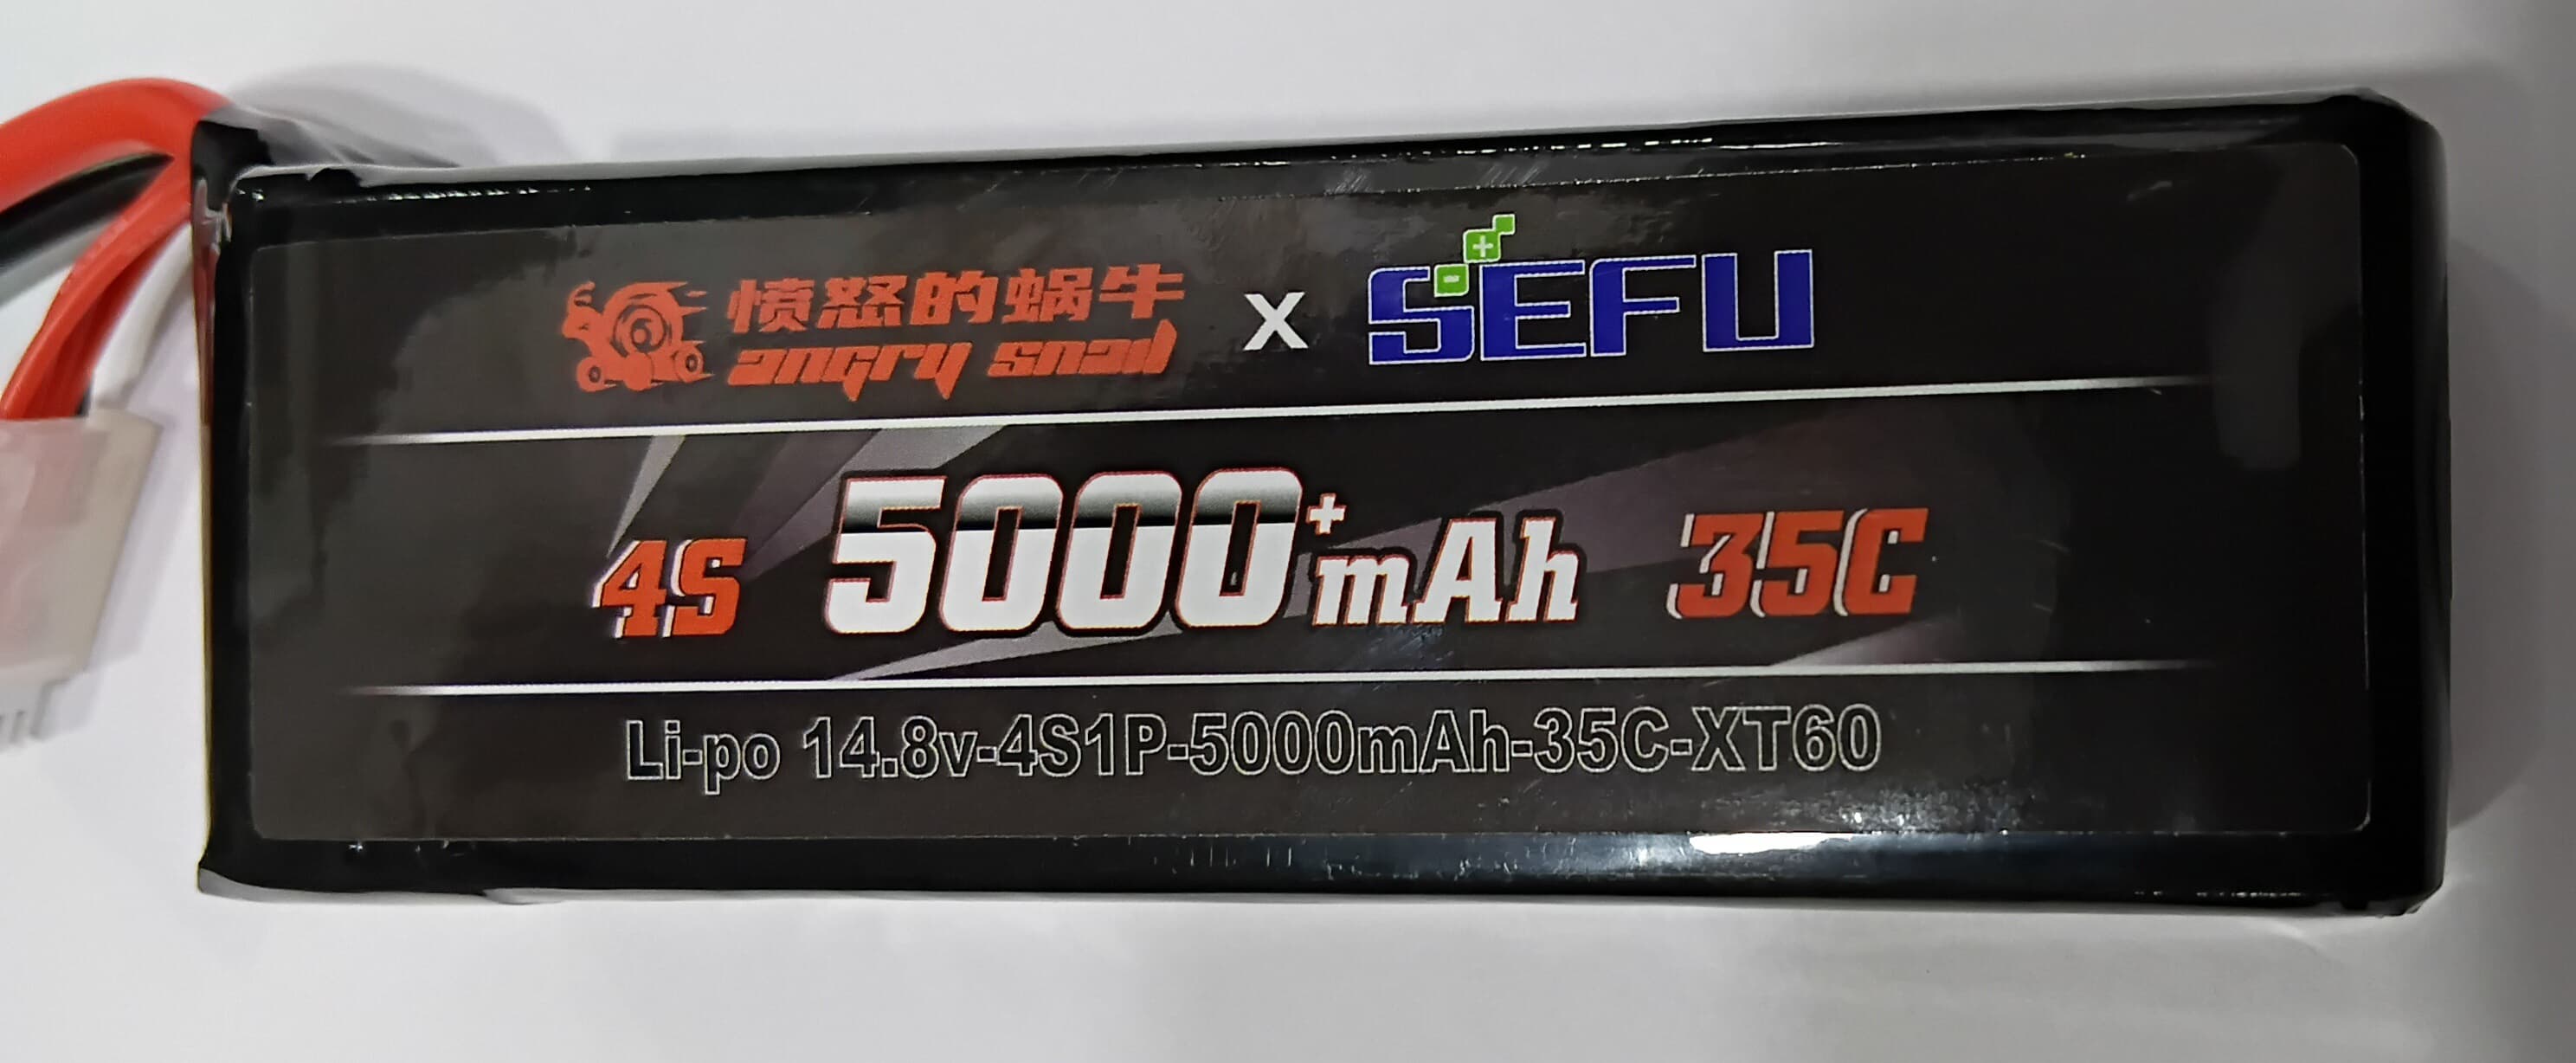 愤怒的蜗牛
angry snail
X
SEFU
4S 5000+mAh 35C
Li-po 14.8v-4S1P-5000mAh-35C-XT60